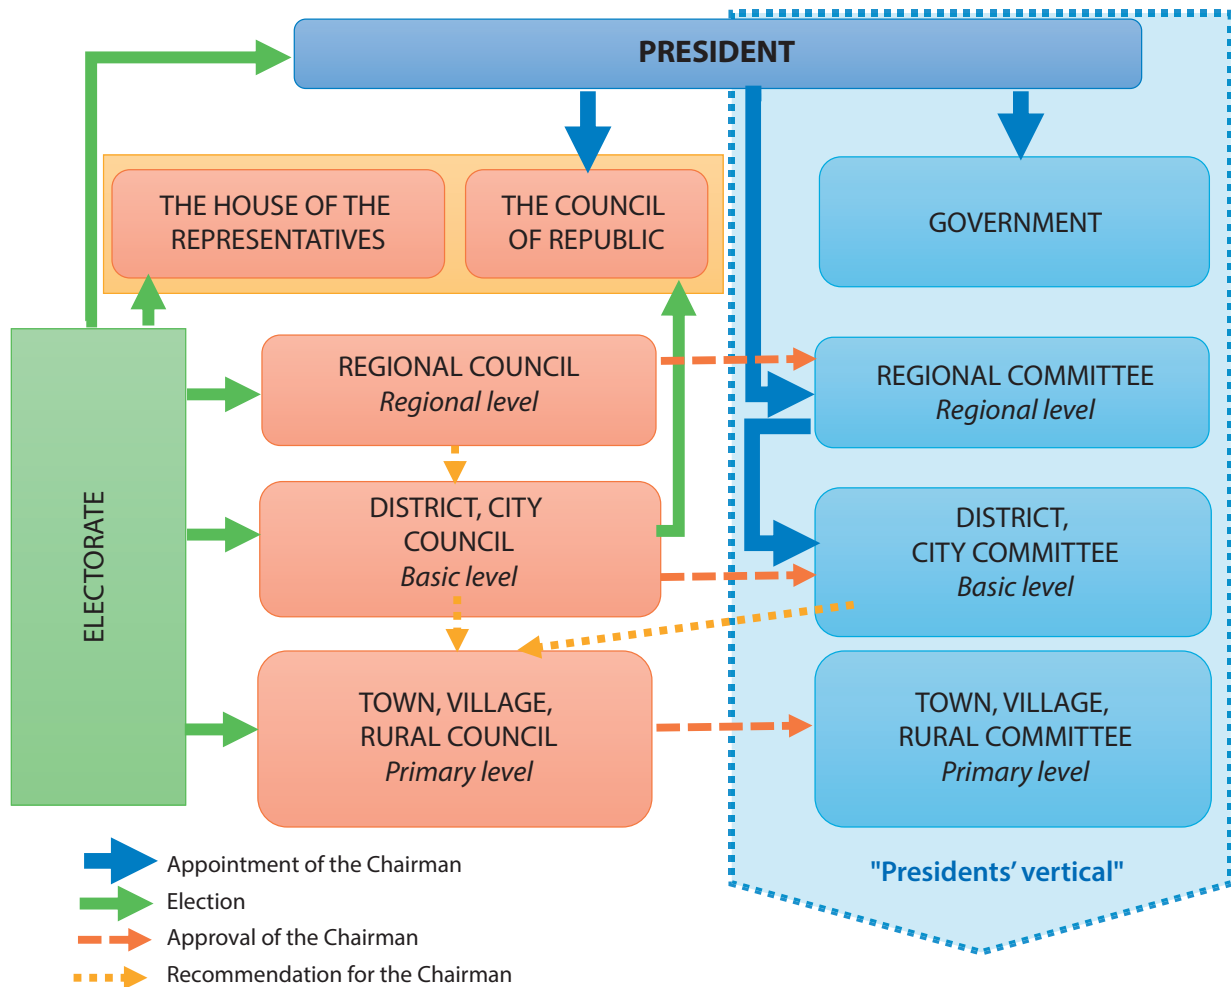 PRESIDENT
THE HOUSE OF THE
REPRESENTATIVES
THE COUNCIL
OF REPUBLIC
GOVERNMENT
ELECTORATE
REGIONAL COUNCIL
Regional level
REGIONAL COMMITTEE
Regional level
DISTRICT, CITY
COUNCIL
Basic level
DISTRICT,
CITY COMMITTEE
Basic level
TOWN, VILLAGE,
RURAL COUNCIL
Primary level
TOWN, VILLAGE,
RURAL COMMITTEE
Primary level
"Presidents’ vertical"
Appointment of the Chairman
Election
Approval of the Chairman
Recommendation for the Chairman